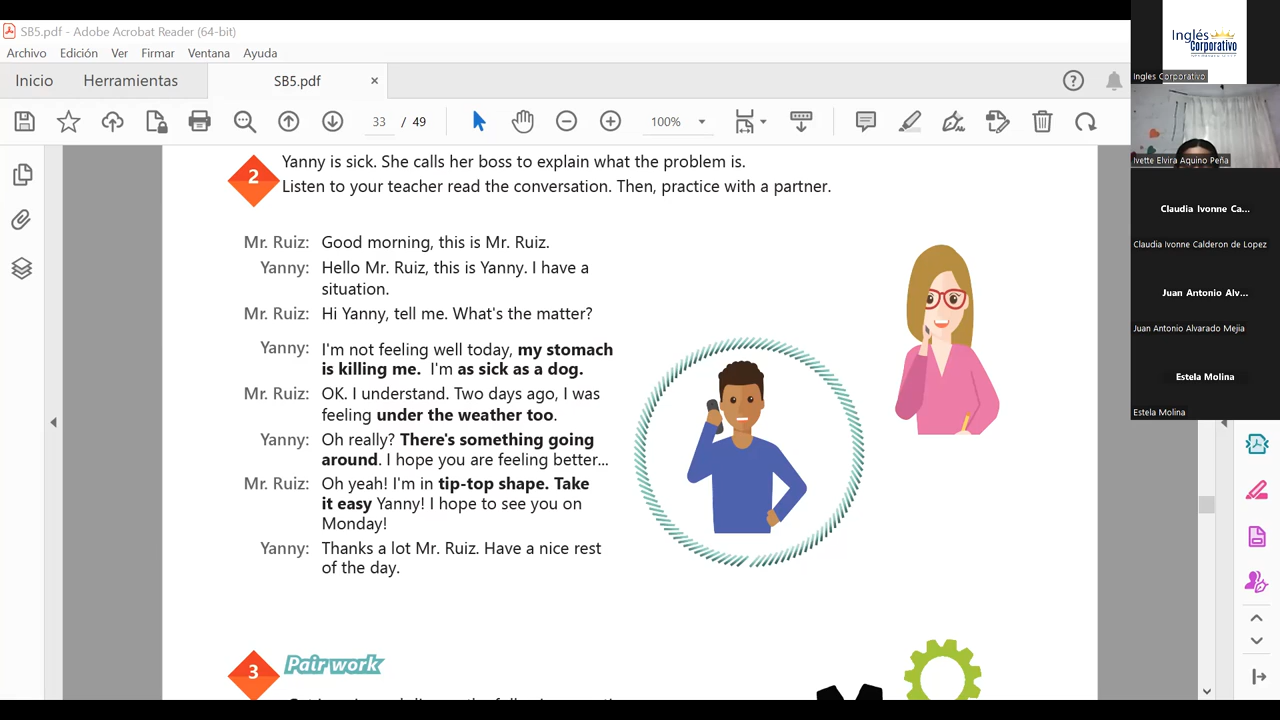 SB5.pdf - Adobe Acrobat Reader (64-bit)
Archivo Edición Ver Firmar Ventana Ayuda
Inicio Herramientas SB5.pdf ×
33 / 49 100%
2
Yanny is sick. She calls her boss to explain what the problem is.
Listen to your teacher read the conversation. Then, practice with a partner.
Mr. Ruiz: Good morning, this is Mr. Ruiz.
Yanny: Hello Mr. Ruiz, this is Yanny. I have a
situation.
Mr. Ruiz: Hi Yanny, tell me. What's the matter?
Yanny: I'm not feeling well today, my stomach
is killing me. I'm as sick as a dog.
Mr. Ruiz: OK. I understand. Two days ago, I was
feeling under the weather too.
Yanny: Oh really? There's something going
around. I hope you are feeling better...
Mr. Ruiz: Oh yeah! I'm in tip-top shape. Take
it easy Yanny! I hope to see you on
Monday!
Yanny: Thanks a lot Mr. Ruiz. Have a nice rest
of the day.
3 Pair work
Inglés
Corporativo
Ingles Corporativo
Ivette Elvira Aquino Peña
Claudia Ivonne Ca...
Claudia Ivonne Calderon de Lopez
Juan Antonio Alv...
Juan Antonio Alvarado Mejia
Estela Molina
Estela Molina